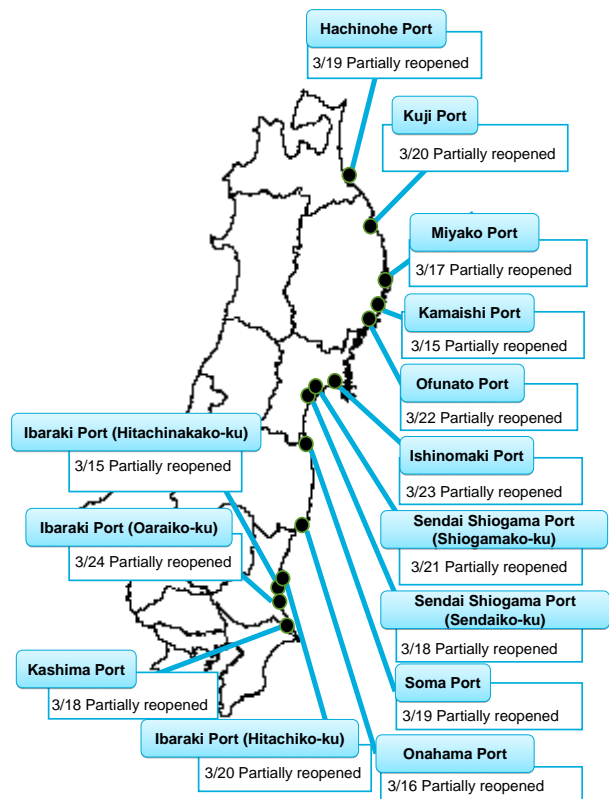 Hachinohe Port
3/19 Partially reopened
Kuji Port
3/20 Partially reopened
Miyako Port
3/17 Partially reopened
Kamaishi Port
3/15 Partially reopened
Ofunato Port
3/22 Partially reopened
Ibaraki Port (Hitachinakako-ku)
3/15 Partially reopened
Ishinomaki Port
3/23 Partially reopened
Ibaraki Port (Oaraiko-ku)
3/24 Partially reopened
Sendai Shiogama Port
(Shiogamako-ku)
3/21 Partially reopened
Sendai Shiogama Port
(Sendaiko-ku)
3/18 Partially reopened
Kashima Port
3/18 Partially reopened
Soma Port
3/19 Partially reopened
Ibaraki Port (Hitachiko-ku)
3/20 Partially reopened
Onahama Port
3/16 Partially reopened